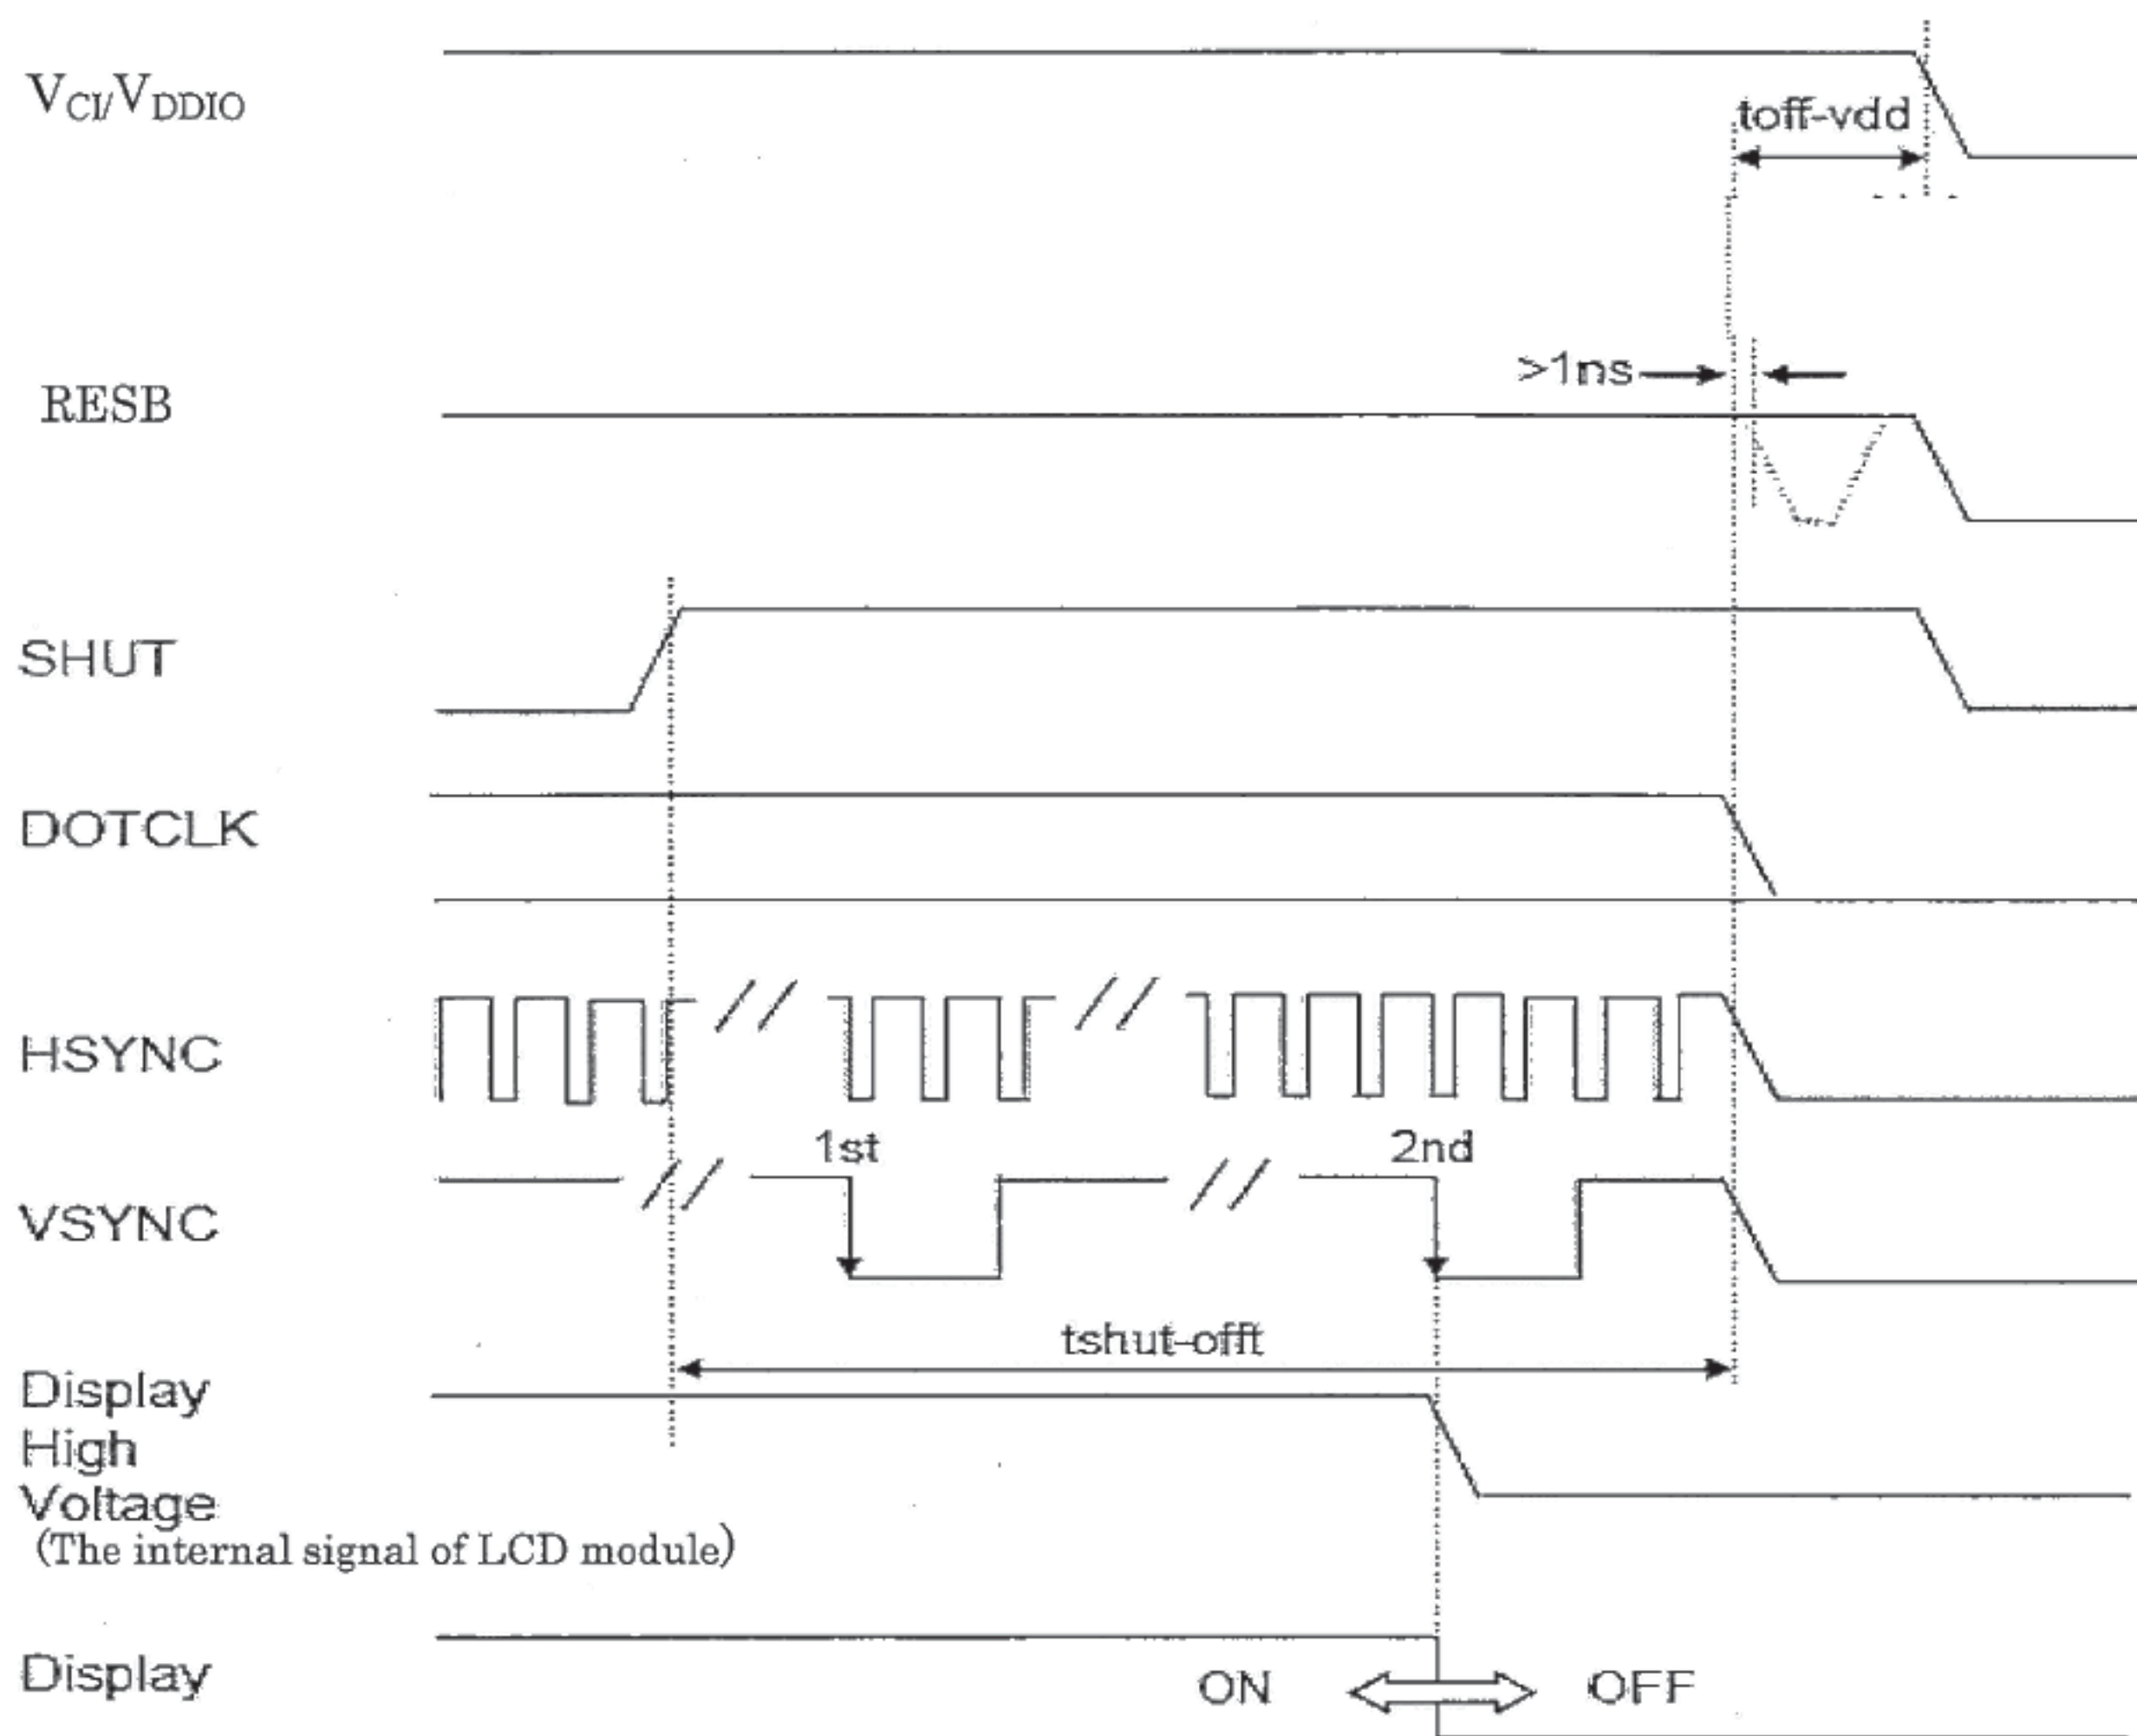 VCI/VDDIO
toff-vdd
>1ns
RESB
SHUT
DOTCLK
HSYNC
1st 2nd
VSYNC
tshut-offt
Display
High
Voltage
(The internal signal of LCD module)
Display
ON OFF